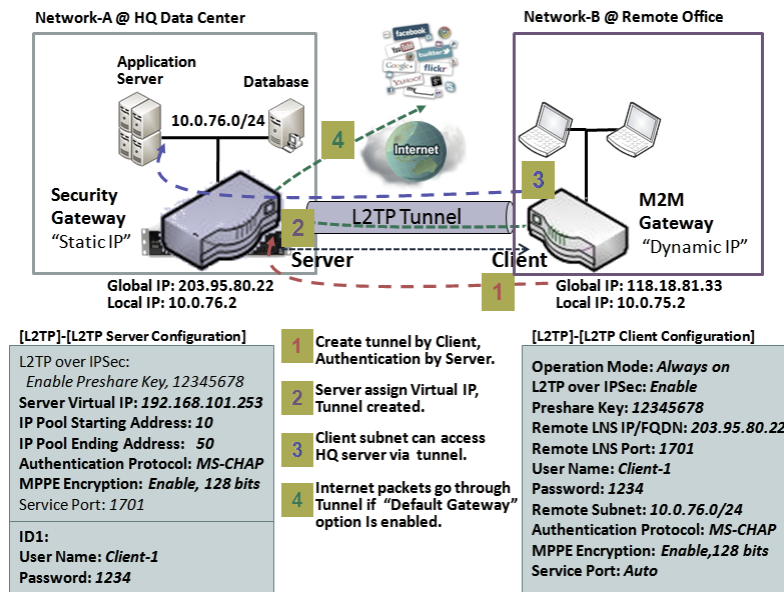 Network-A @ HQ Data Center
Network-B @ Remote Office
Application
Server
Database
10.0.76.0/24
facebook
YouTube
twitter
Google+
flickr
YAHOO!
my
Internet
4
3
Security
Gateway
"Static IP"
2
L2TP Tunnel
M2M
Gateway
"Dynamic IP"
Server
Client
1
Global IP: 203.95.80.22
Local IP: 10.0.76.2
Global IP: 118.18.81.33
Local IP: 10.0.75.2
[L2TP]-[L2TP Server Configuration]
L2TP over IPSec:
Enable Preshare Key, 12345678
Server Virtual IP: 192.168.101.253
IP Pool Starting Address: 10
IP Pool Ending Address: 50
Authentication Protocol: MS-CHAP
MPPE Encryption: Enable, 128 bits
Service Port: 1701
ID1:
User Name: Client-1
Password: 1234
1 Create tunnel by Client,
Authentication by Server.
2 Server assign Virtual IP,
Tunnel created.
3 Client subnet can access
HQ server via tunnel.
4 Internet packets go through
Tunnel if "Default Gateway"
option Is enabled.
[L2TP]-[L2TP Client Configuration]
Operation Mode: Always on
L2TP over IPSec: Enable
Preshare Key: 12345678
Remote LNS IP/FQDN: 203.95.80.22
Remote LNS Port: 1701
User Name: Client-1
Password: 1234
Remote Subnet: 10.0.76.0/24
Authentication Protocol: MS-CHAP
MPPE Encryption: Enable,128 bits
Service Port: Auto